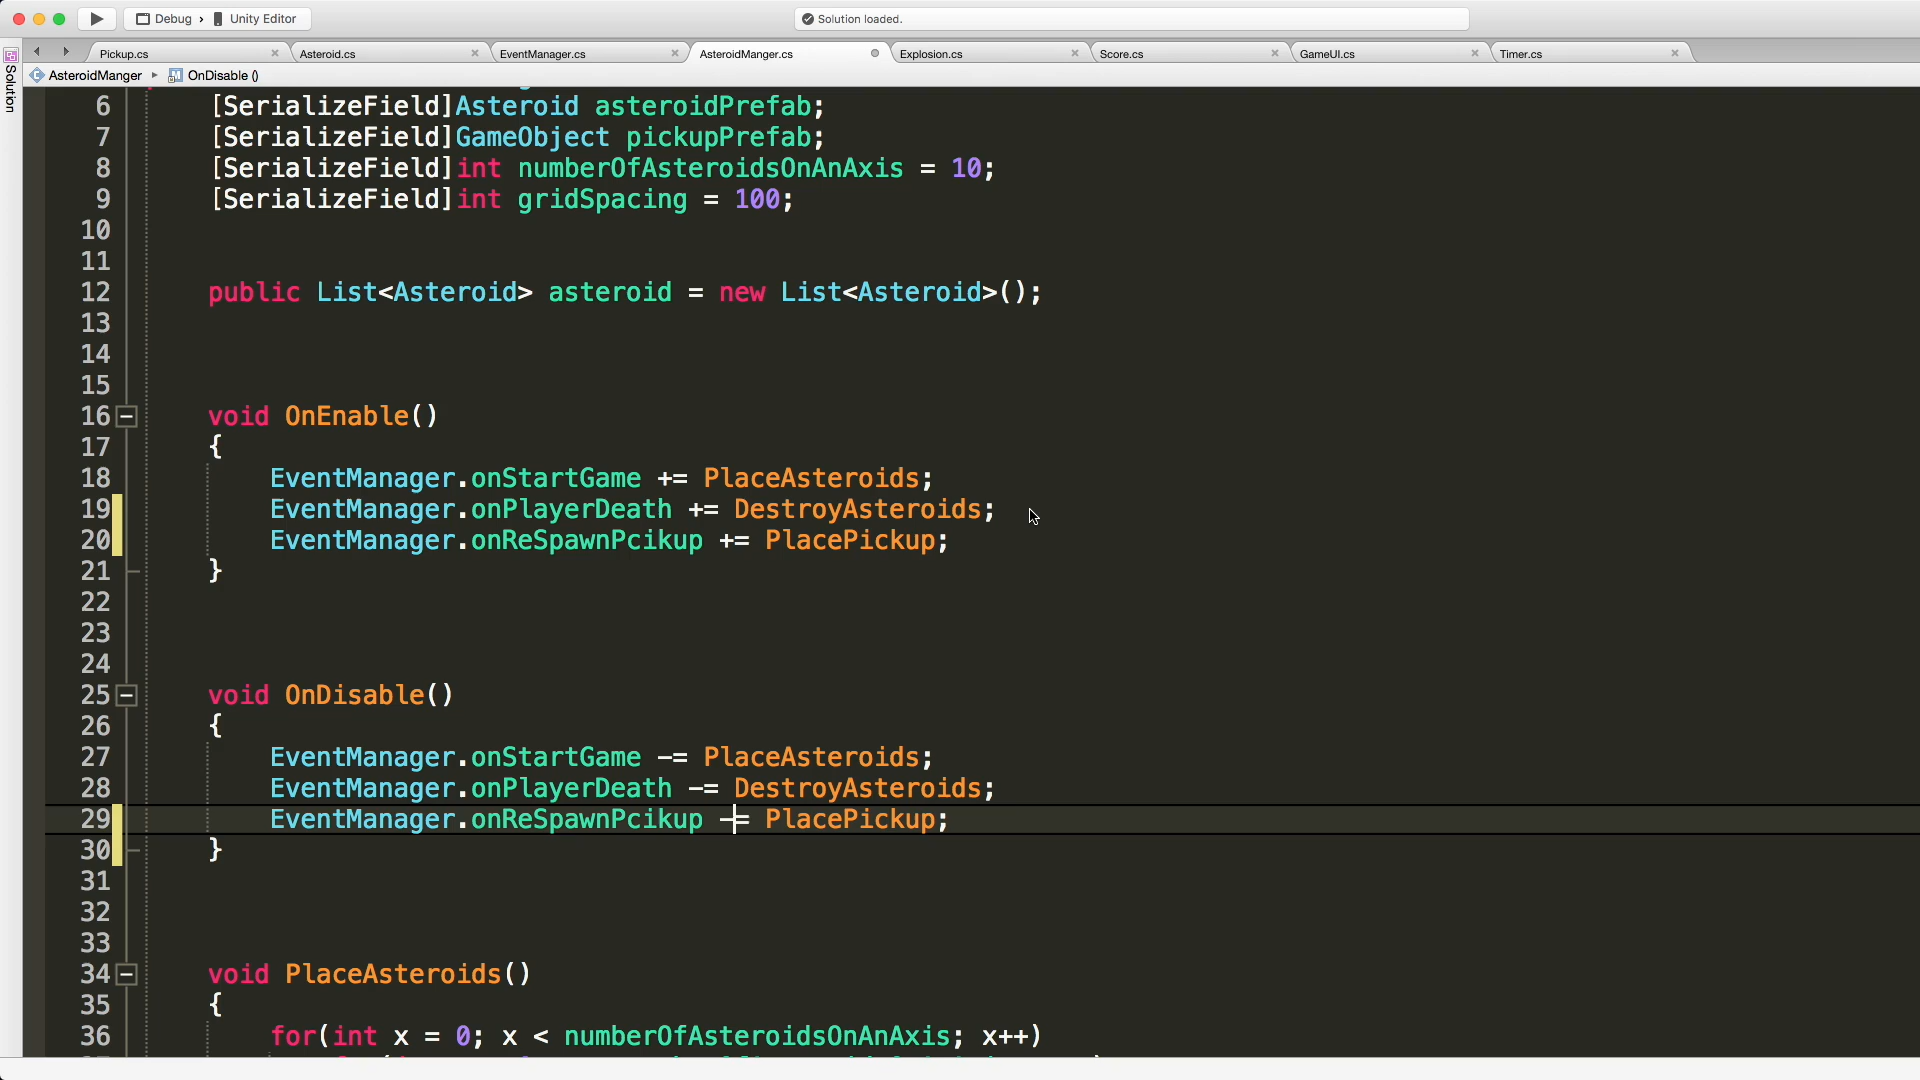 Debug › Unity Editor
Solution loaded.
Solution
Pickup.cs
Asteroid.cs
EventManager.cs
AsteroidManger.cs
Explosion.cs
Score.cs
GameUI.cs
Timer.cs
AsteroidManger ▸ OnDisable ()
6 [SerializeField]Asteroid asteroidPrefab;
7 [SerializeField]GameObject pickupPrefab;
8 [SerializeField]int numberOfAsteroidsOnAnAxis = 10;
9 [SerializeField]int gridSpacing = 100;
10
11
12 public List<Asteroid> asteroid = new List<Asteroid>();
13
14
15
16 void OnEnable()
17 {
18 EventManager.onStartGame += PlaceAsteroids;
19 EventManager.onPlayerDeath += DestroyAsteroids;
20 EventManager.onReSpawnPcikup += PlacePickup;
21 }
22
23
24
25 void OnDisable()
26 {
27 EventManager.onStartGame -= PlaceAsteroids;
28 EventManager.onPlayerDeath -= DestroyAsteroids;
29 EventManager.onReSpawnPcikup -= PlacePickup;
30 }
31
32
33
34 void PlaceAsteroids()
35 {
36 for(int x = 0; x < numberOfAsteroidsOnAnAxis; x++)